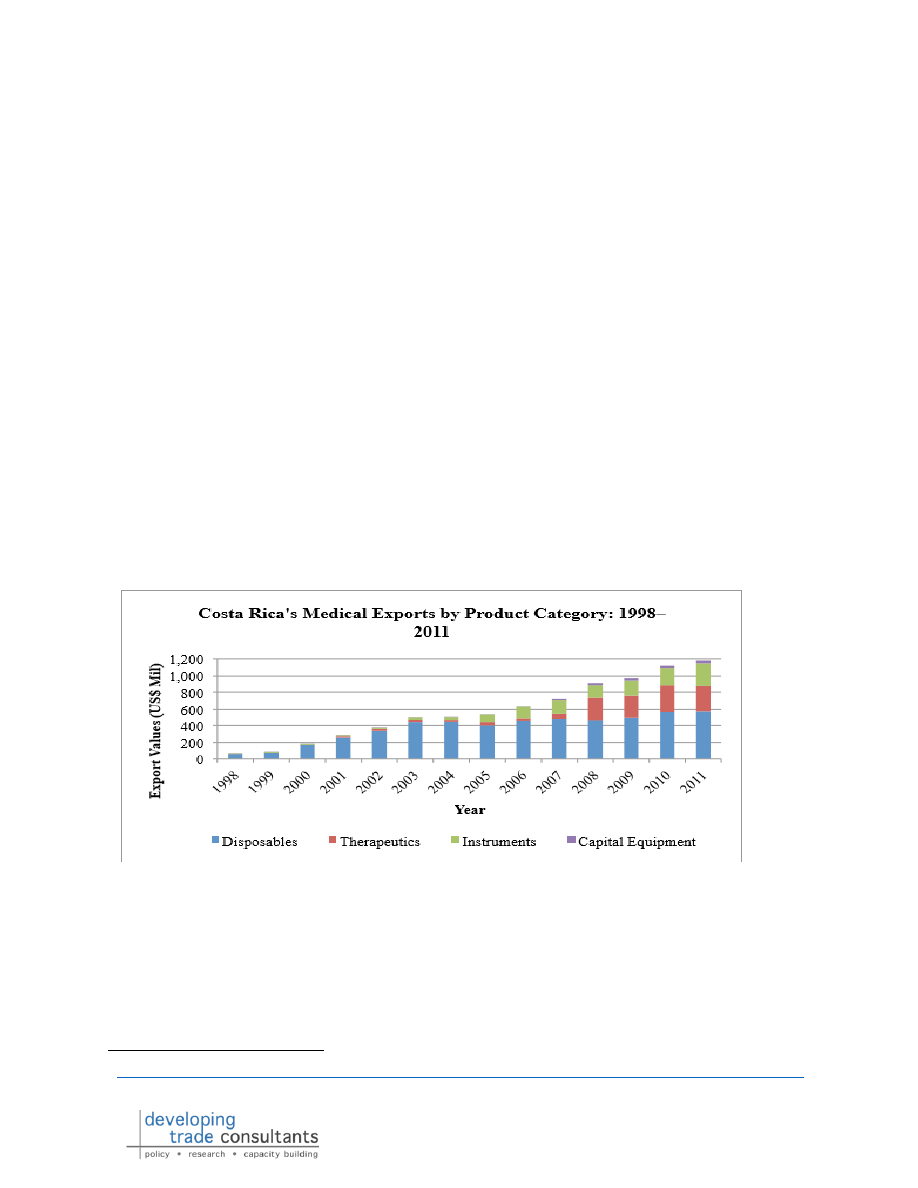 Costa Rica's Medical Exports by Product Category: 1998–
2011
Export Values (US$ Mil)
1,200
1,000
800
600
400
200
0
1998 1999 2000 2001 2002 2003 2004 2005 2006 2007 2008 2009 2010 2011
Year
Disposables Therapeutics Instruments Capital Equipment
developing
trade consultants
policy • research • capacity building